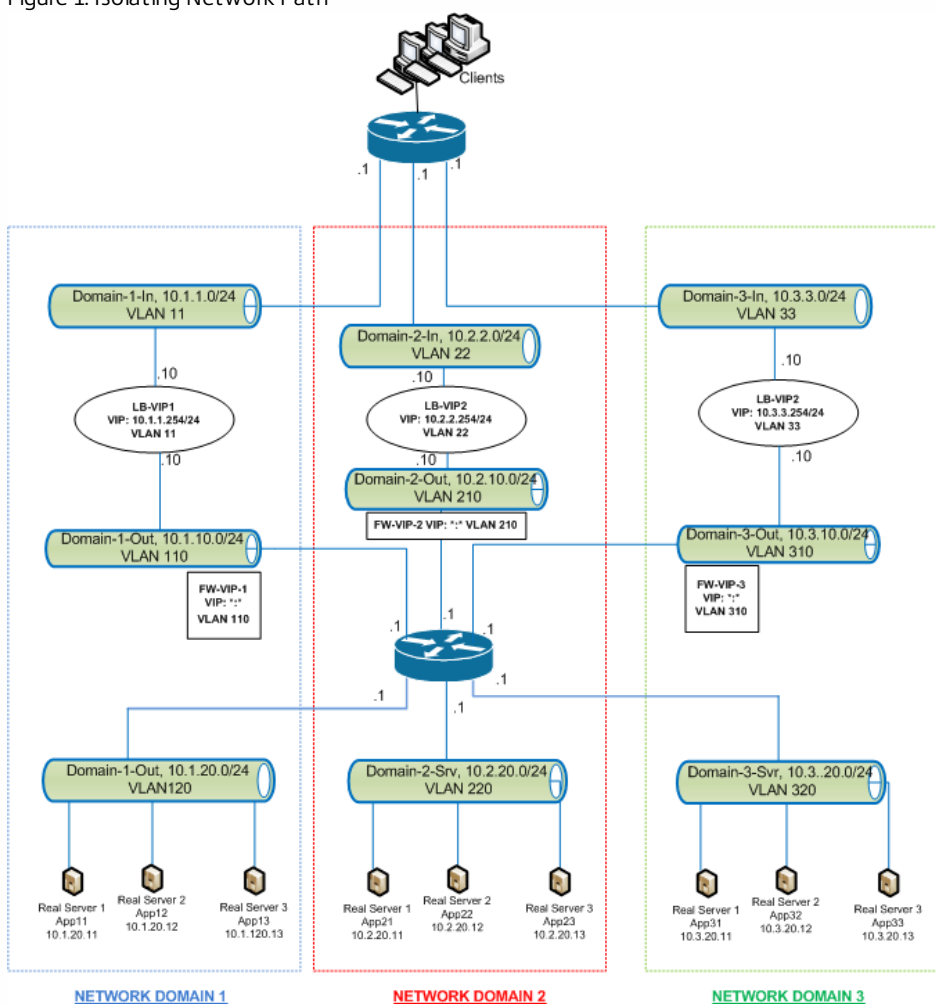 Figure 1: Isolating Network Path
Clients
.1
.1
.1
Domain-1-In, 10.1.1.0/24
VLAN 11
Domain-2-In, 10.2.2.0/24
VLAN 22
Domain-3-In, 10.3.3.0/24
VLAN 33
.10
.10
.10
LB-VIP1
VIP: 10.1.1.254/24
VLAN 11
LB-VIP2
VIP: 10.2.2.254/24
VLAN 22
LB-VIP2
VIP: 10.3.3.254/24
VLAN 33
.10
.10
.10
Domain-2-Out, 10.2.10.0/24
VLAN 210
FW-VIP-2 VIP: *:* VLAN 210
Domain-1-Out, 10.1.10.0/24
VLAN 110
Domain-3-Out, 10.3.10.0/24
VLAN 310
FW-VIP-1
VIP: *:*
VLAN 110
FW-VIP-3
VIP: *:*
VLAN 310
.1
.1
.1
.1
.1
.1
Domain-1-Out, 10.1.20.0/24
VLAN120
Domain-2-Srv, 10.2.20.0/24
VLAN 220
Domain-3-Svr, 10.3..20.0/24
VLAN 320
Real Server 1
App11
10.1.20.11
Real Server 2
App12
10.1.20.12
Real Server 3
App13
10.1.120.13
Real Server 1
App21
10.2.20.11
Real Server 2
App22
10.2.20.12
Real Server 3
App23
10.2.20.13
Real Server 1
App31
10.3.20.11
Real Server 2
App32
10.3.20.12
Real Server 3
App33
10.3.20.13
NETWORK DOMAIN 1
NETWORK DOMAIN 2
NETWORK DOMAIN 3